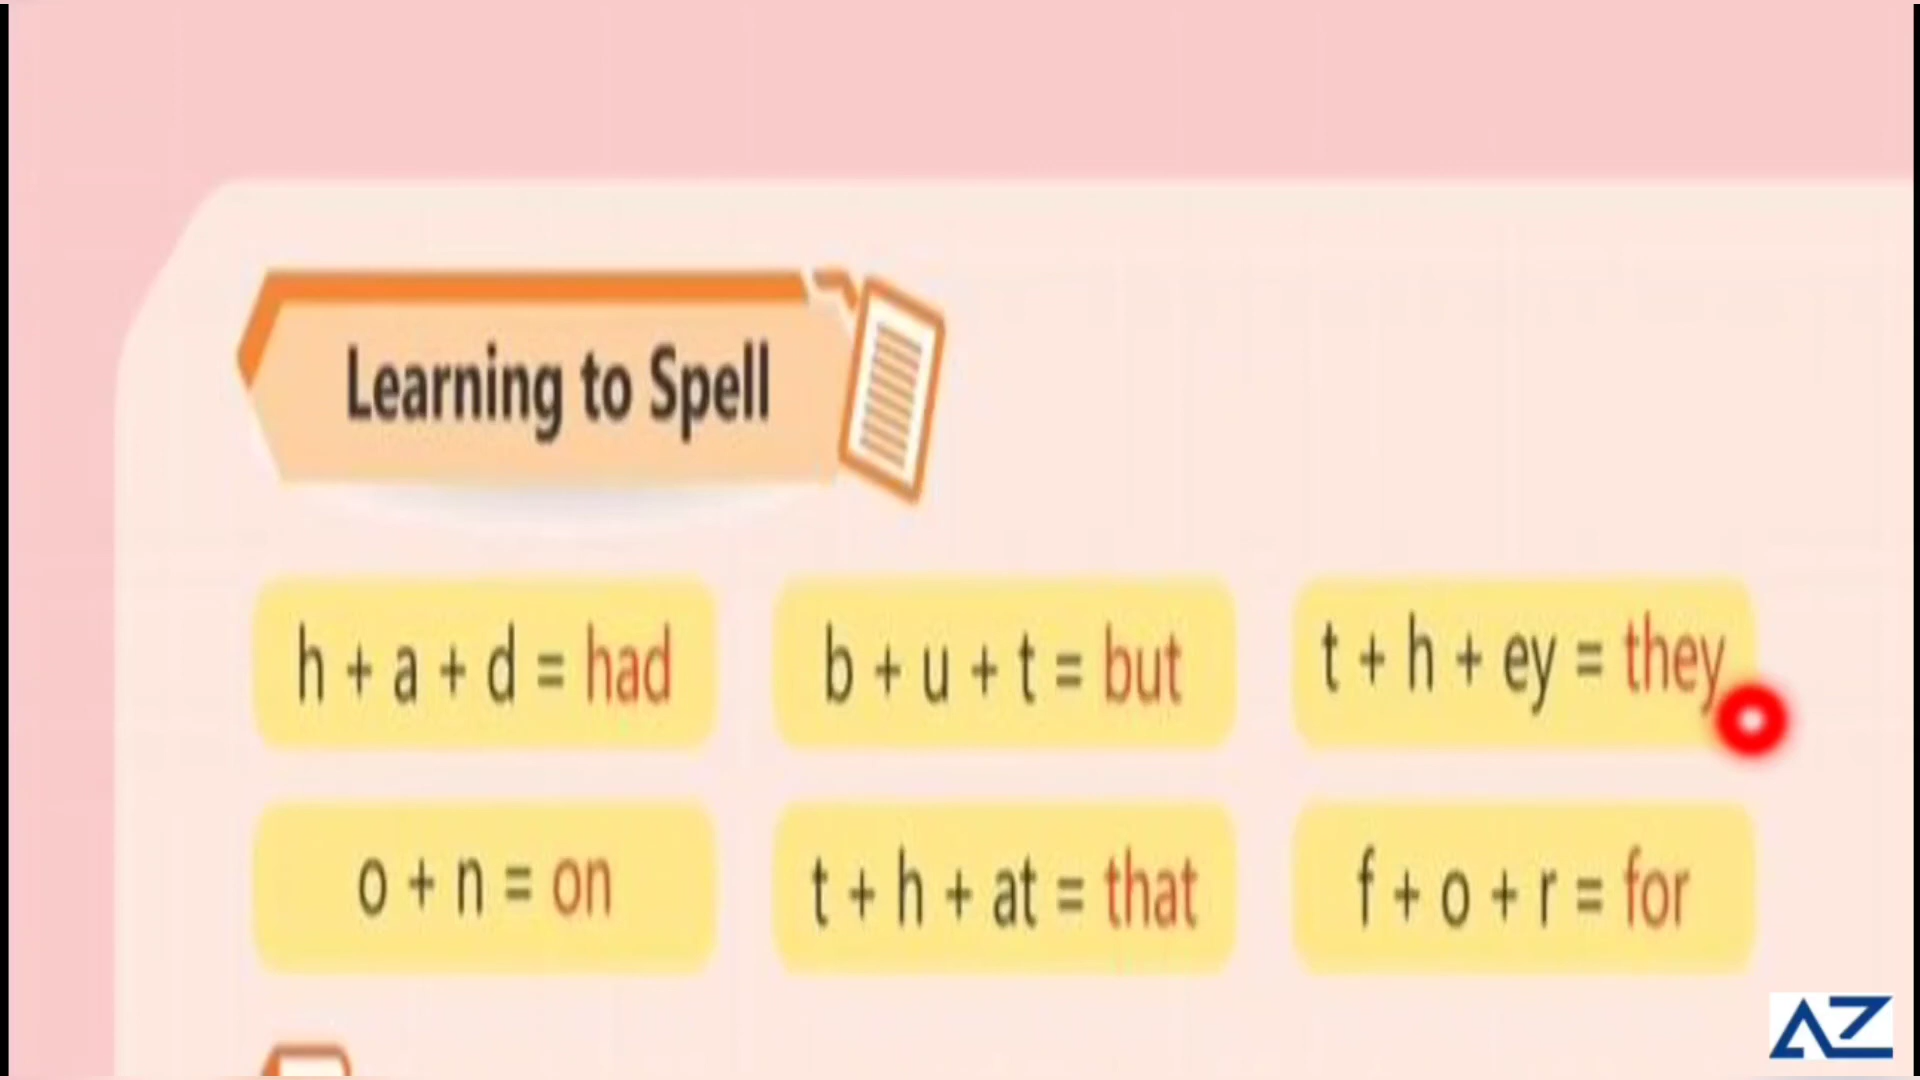 Learning to Spell
h + a + d = had
b + u + t = but
t + h + ey = they
o + n = on
t + h + at = that
f + o + r = for
AZ